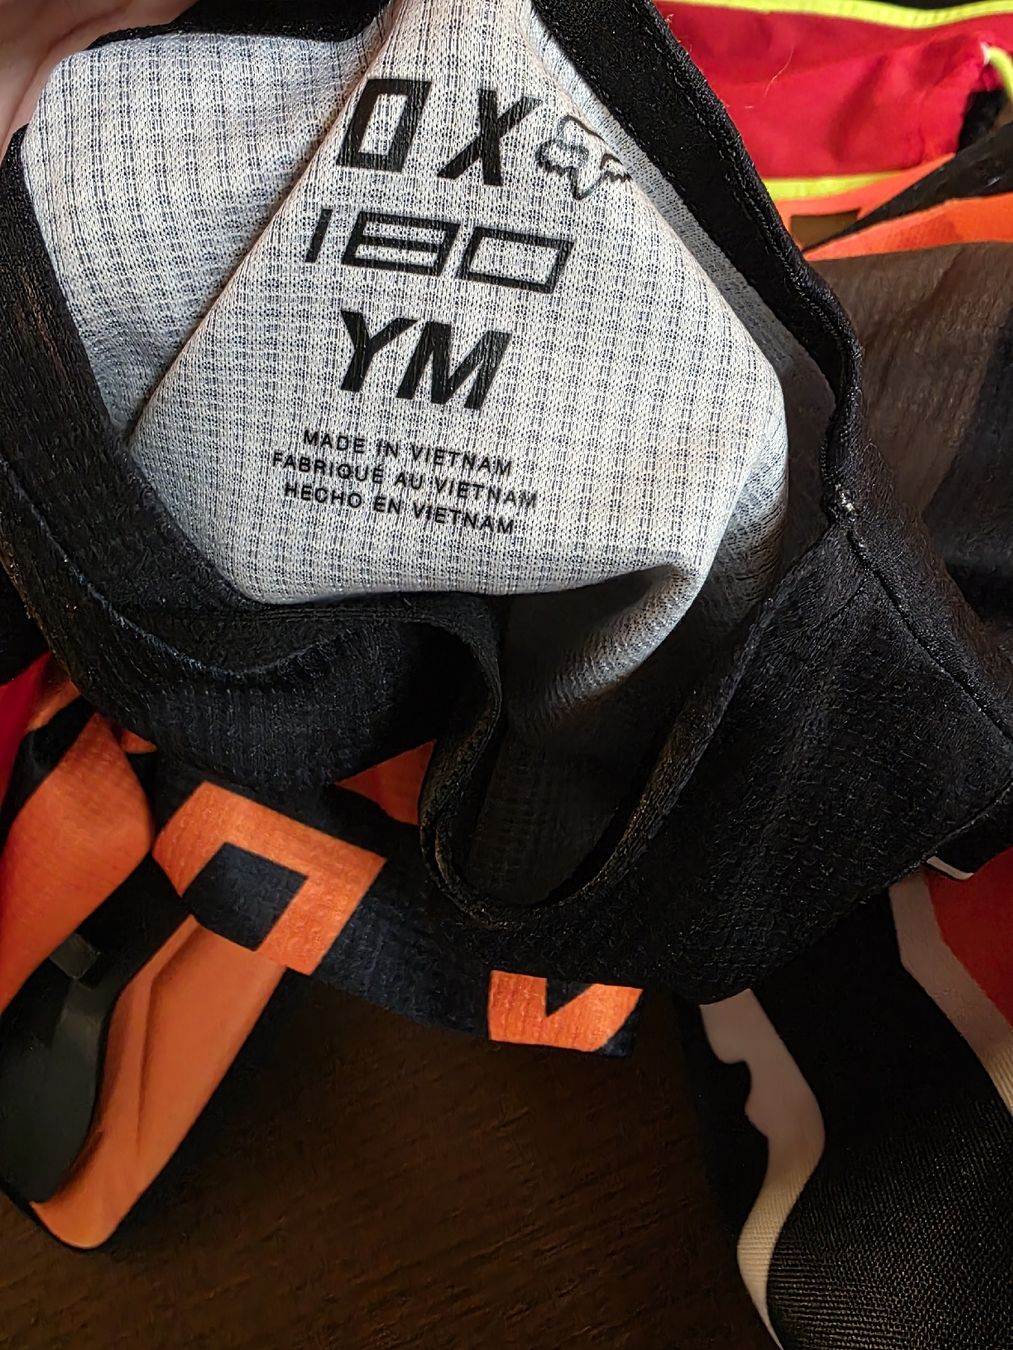 OX
180
YM
MADE IN VIETNAM
FABRIQUÉ AU VIETNAM
HECHO EN VIETNAM